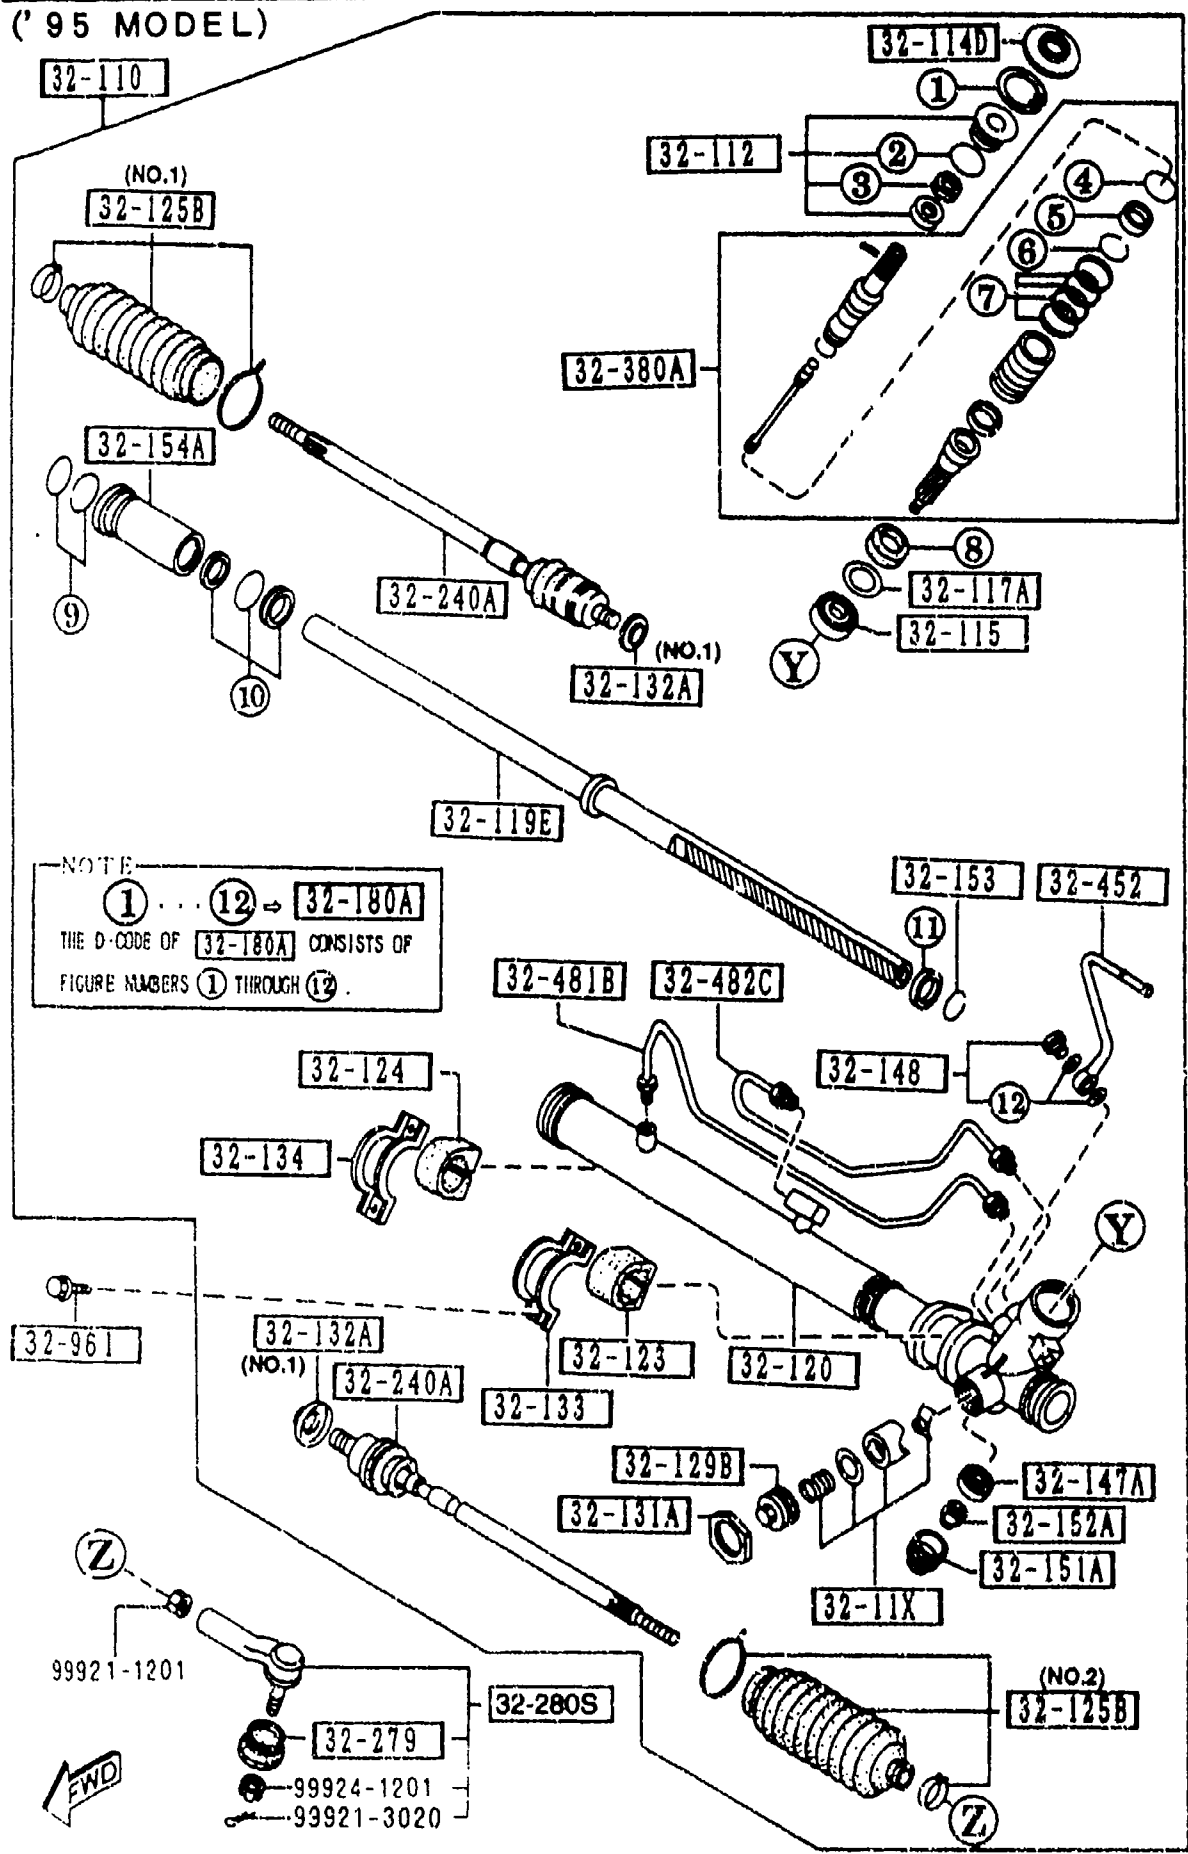 ('95 MODEL)
32-110
32-114D
1
32-112
2
3
4
5
6
7
(NO.1)
32-125B
32-380A
32-154A
9
10
32-240A
8
32-117A
32-115
Y
(NO.1)
32-132A
32-119E
NOTE
1 ... 12 ⇨ 32-180A
THE D-CODE OF 32-180A CONSISTS OF
FIGURE NUMBERS 1 THROUGH 12.
32-153
32-452
11
32-481B
32-482C
32-148
12
32-124
32-134
Y
32-961
32-132A
(NO.1)
32-123
32-120
32-240A
32-133
32-129B
32-131A
32-147A
32-152A
32-151A
32-11X
Z
99921-1201
32-280S
32-279
99924-1201
99921-3020
FWD
(NO.2)
32-125B
Z